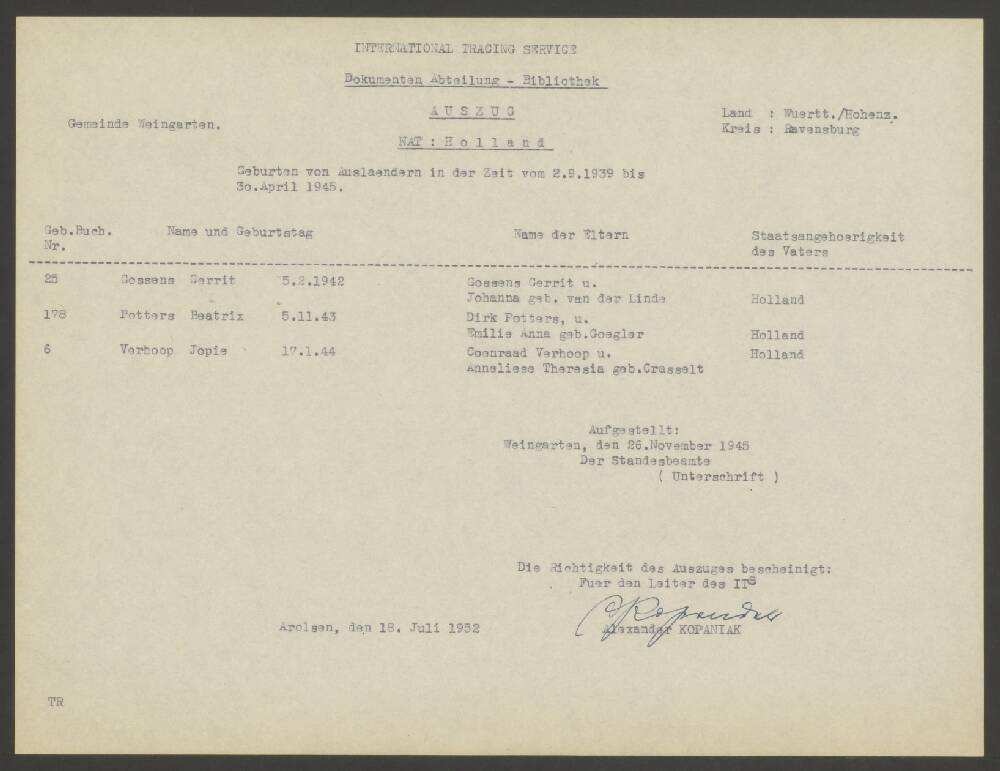 INTERNATIONAL TRACING SERVICE
Dokumenten Abteilung - Bibliothek
AUSZUG
Land : Wuertt./Hohenz.
Gemeinde Weingarten.
Kreis : Ravensburg
NAT : Holland
Geburten von Auslaendern in der Zeit vom 2.9.1939 bis
30.April 1945.
Geb.Buch. Name und Geburtstag Name der Eltern Staatsangehoerigkeit
Nr. des Vaters
25 Gossens Gerrit 5.2.1942 Gossens Gerrit u.
Johanna geb. van der Linde Holland
178 Potters Beatrix 5.11.43 Dirk Potters, u.
Emilie Anna geb.Goegler Holland
6 Verhoop Jopie 17.1.44 Coenraad Verhoop u. Holland
Anneliese Theresia geb.Crusselt
Aufgestellt:
Weingarten, den 26.November 1945
Der Standesbeamte
( Unterschrift )
Die Richtigkeit des Auszuges bescheinigt:
Fuer den Leiter des ITS
Arolsen, den 18. Juli 1952 Alexander KOPANIAK
TR